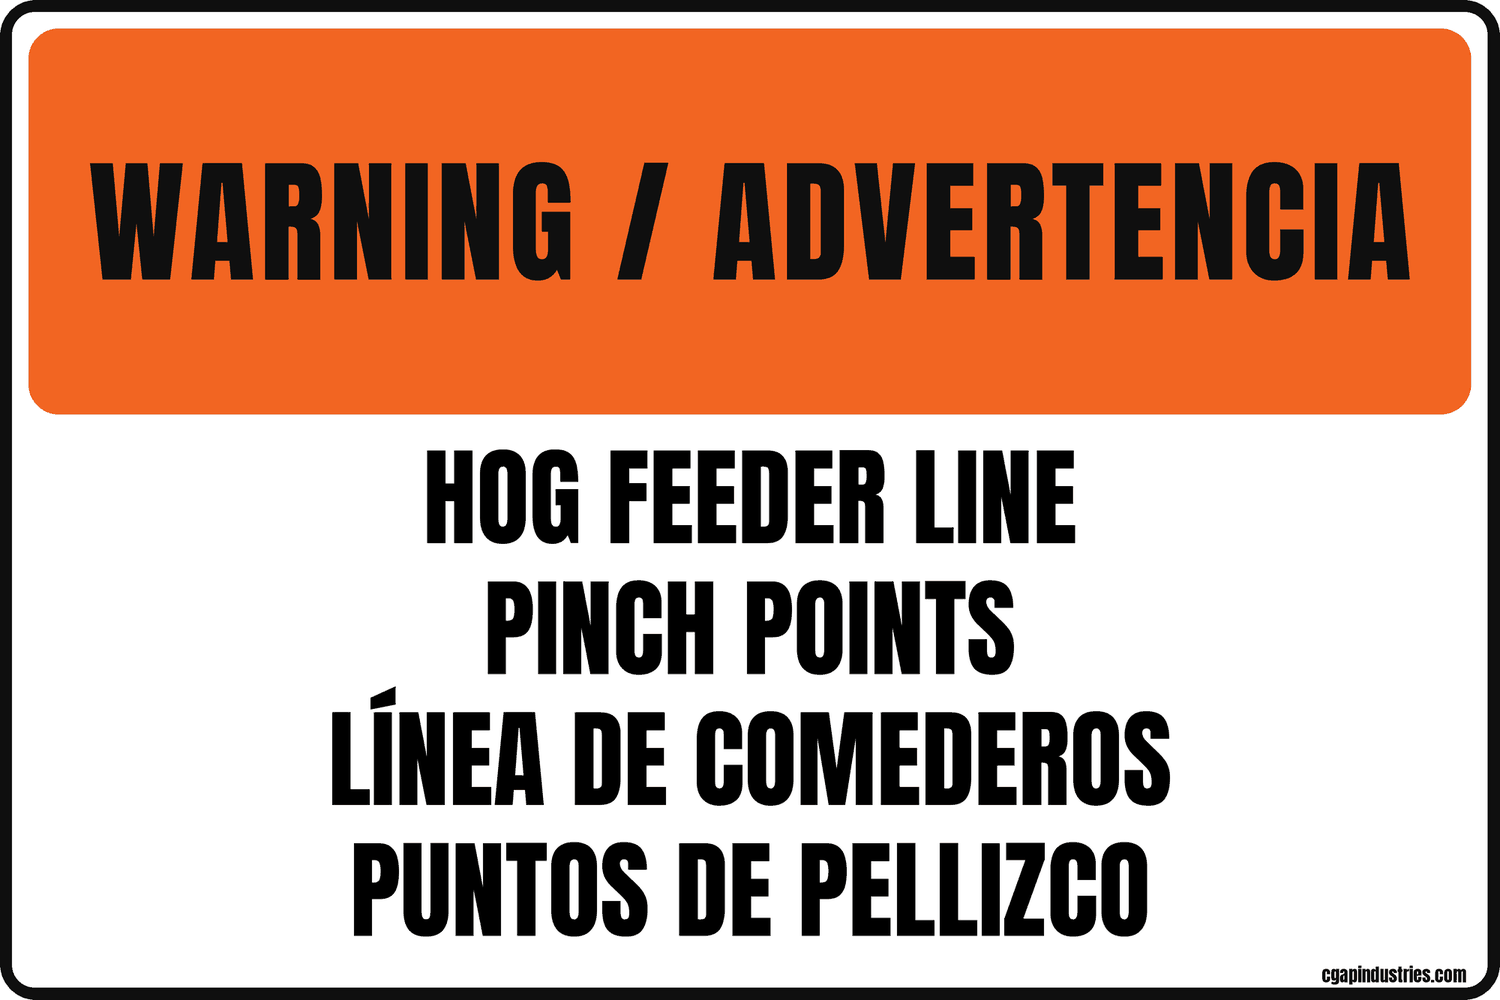 WARNING / ADVERTENCIA
HOG FEEDER LINE
PINCH POINTS
LÍNEA DE COMEDEROS
PUNTOS DE PELLIZCO
cgapindustries.com